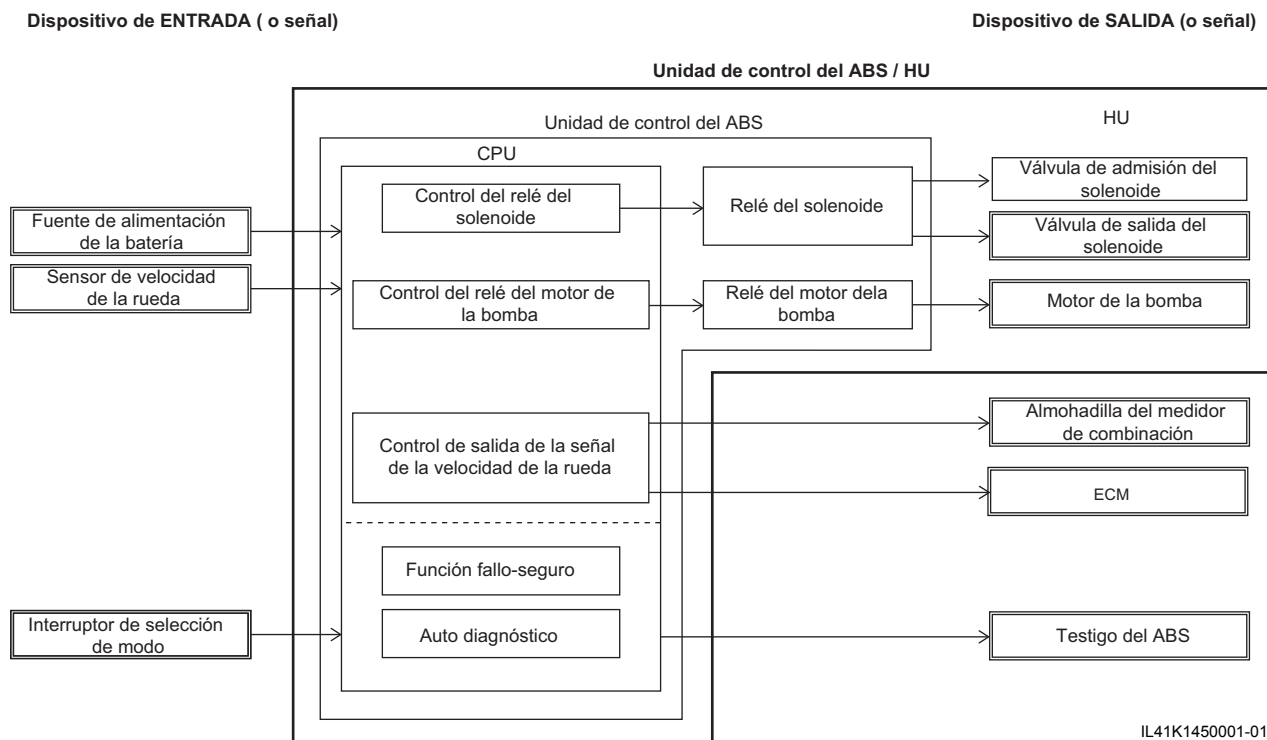 Dispositivo de ENTRADA ( o señal)
Dispositivo de SALIDA (o señal)
Unidad de control del ABS / HU
Unidad de control del ABS
HU
CPU
Control del relé del
solenoide
Relé del solenoide
Válvula de admisión del
solenoide
Fuente de alimentación
de la batería
Válvula de salida del
solenoide
Sensor de velocidad
de la rueda
Control del relé del motor de
la bomba
Relé del motor dela
bomba
Motor de la bomba
Control de salida de la señal
de la velocidad de la rueda
Almohadilla del medidor
de combinación
ECM
Función fallo-seguro
Interruptor de selección
de modo
Auto diagnóstico
Testigo del ABS
IL41K1450001-01